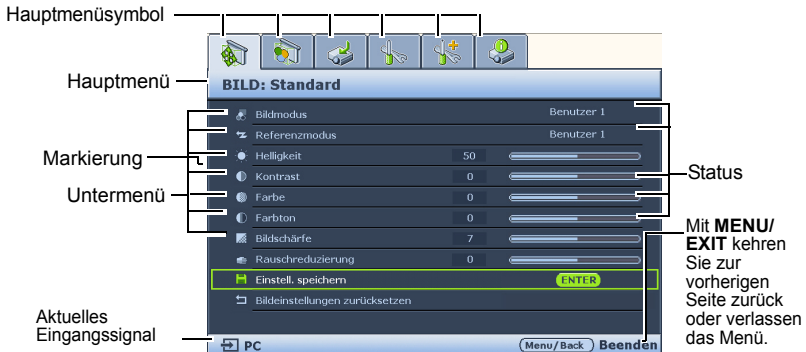 Hauptmenüsymbol
Hauptmenü
BILD: Standard
Bildmodus Benutzer 1
Referenzmodus Benutzer 1
Markierung
Helligkeit 50
Kontrast 0
Status
Untermenü
Farbe 0
Farbton 0
Bildschärfe 7
Rauschreduzierung 0
Einstell. speichern ENTER
Bildeinstellungen zurücksetzen
Mit MENU/
EXIT kehren
Sie zur
vorherigen
Seite zurück
oder verlassen
das Menü.
Aktuelles
Eingangssignal
PC
Menu/Back Beenden